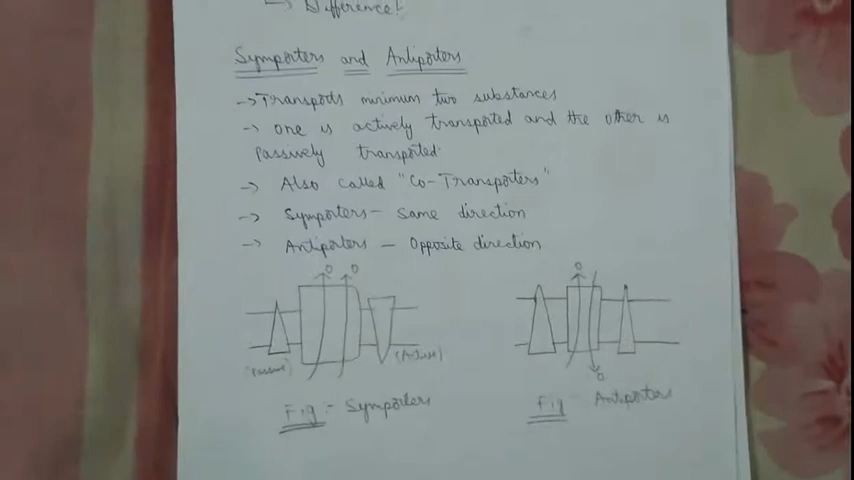 → Difference!
Symporters and Antiporters
→ Transpods minimum two substances
→ One is actively transported and the other is
Passively transported.
→ Also called "Co-Transporters"
→ Symporters - Same direction
→ Antiporters - Opposite direction
(Passive) (Active)
Fig :- Symporters
Fig Antiporters